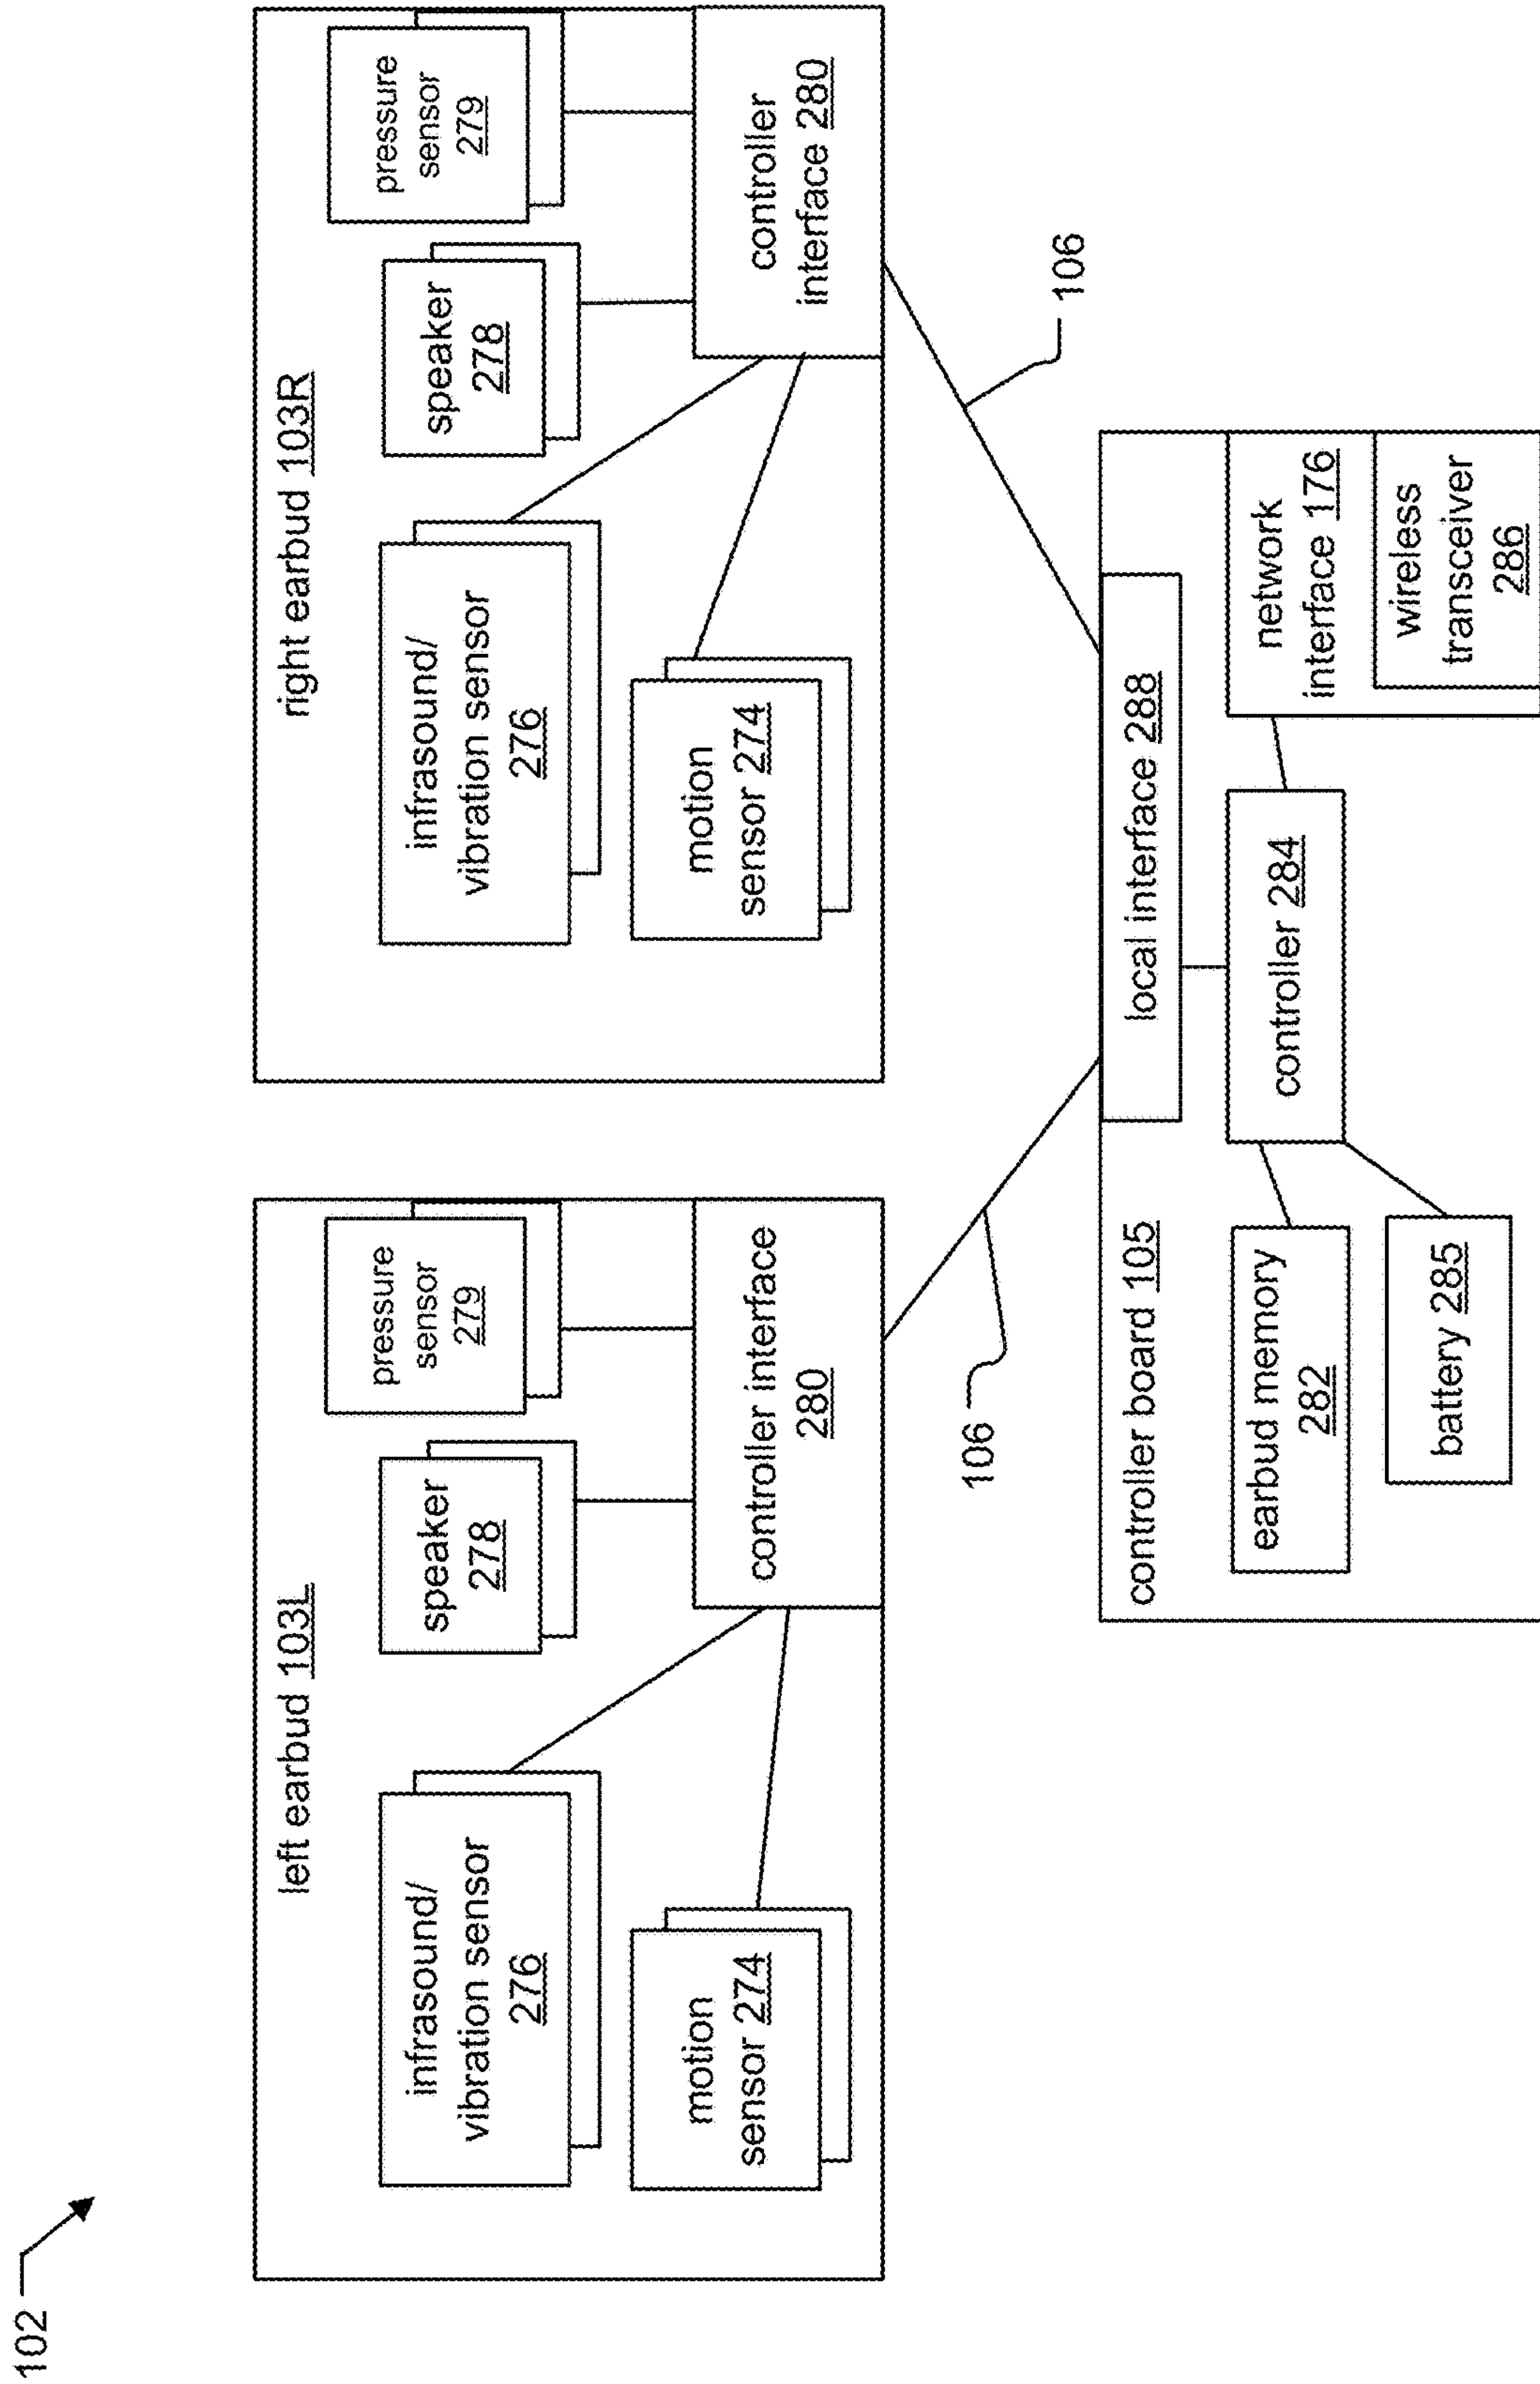 102
left earbud 103L
infrasound/
vibration sensor
276
motion
sensor 274
speaker
278
pressure
sensor
279
controller interface
280
right earbud 103R
infrasound/
vibration sensor
276
motion
sensor 274
speaker
278
pressure
sensor
279
controller
interface 280
106
106
controller board 105
local interface 288
earbud memory
282
battery 285
controller 284
network
interface 176
wireless
transceiver
286